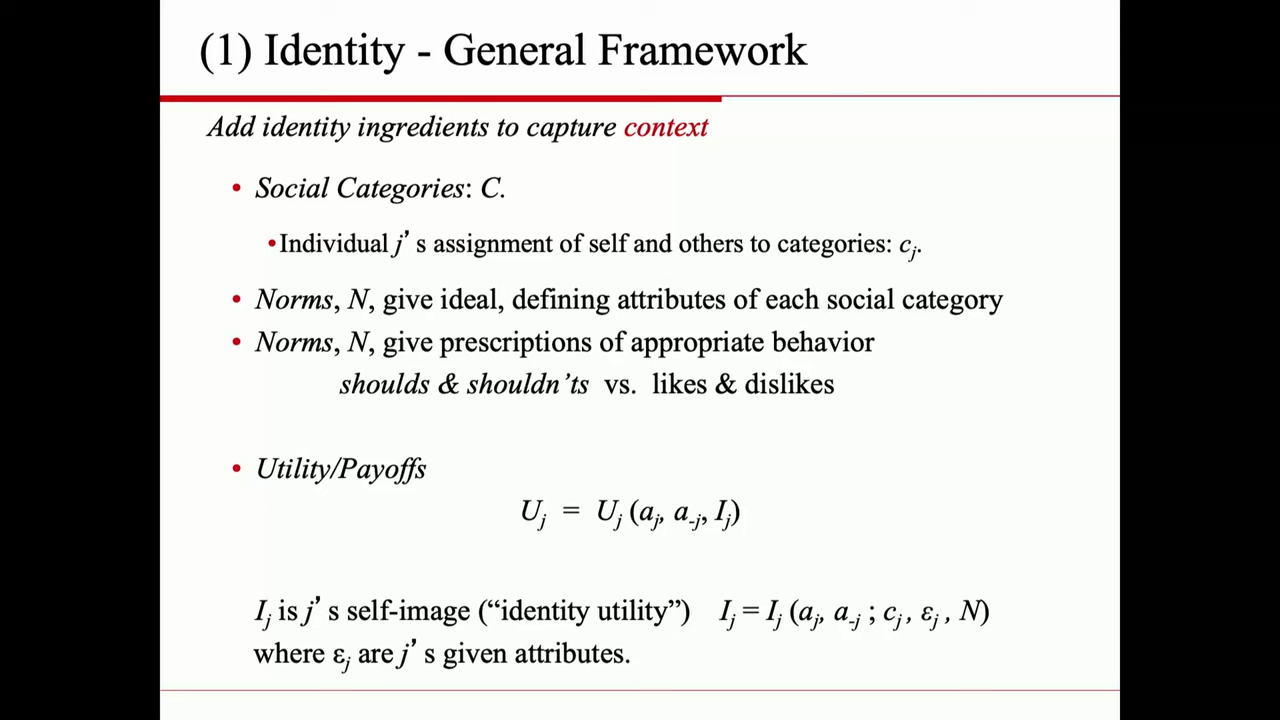 (1) Identity - General Framework
Add identity ingredients to capture context
• Social Categories: C.
•Individual j’s assignment of self and others to categories: cj.
• Norms, N, give ideal, defining attributes of each social category
• Norms, N, give prescriptions of appropriate behavior
shoulds & shouldn’ts vs. likes & dislikes
• Utility/Payoffs
Uj = Uj (aj, a-j, Ij)
Ij is j’s self-image (“identity utility”) Ij = Ij (aj, a-j ; cj , εj , N)
where εj are j’s given attributes.